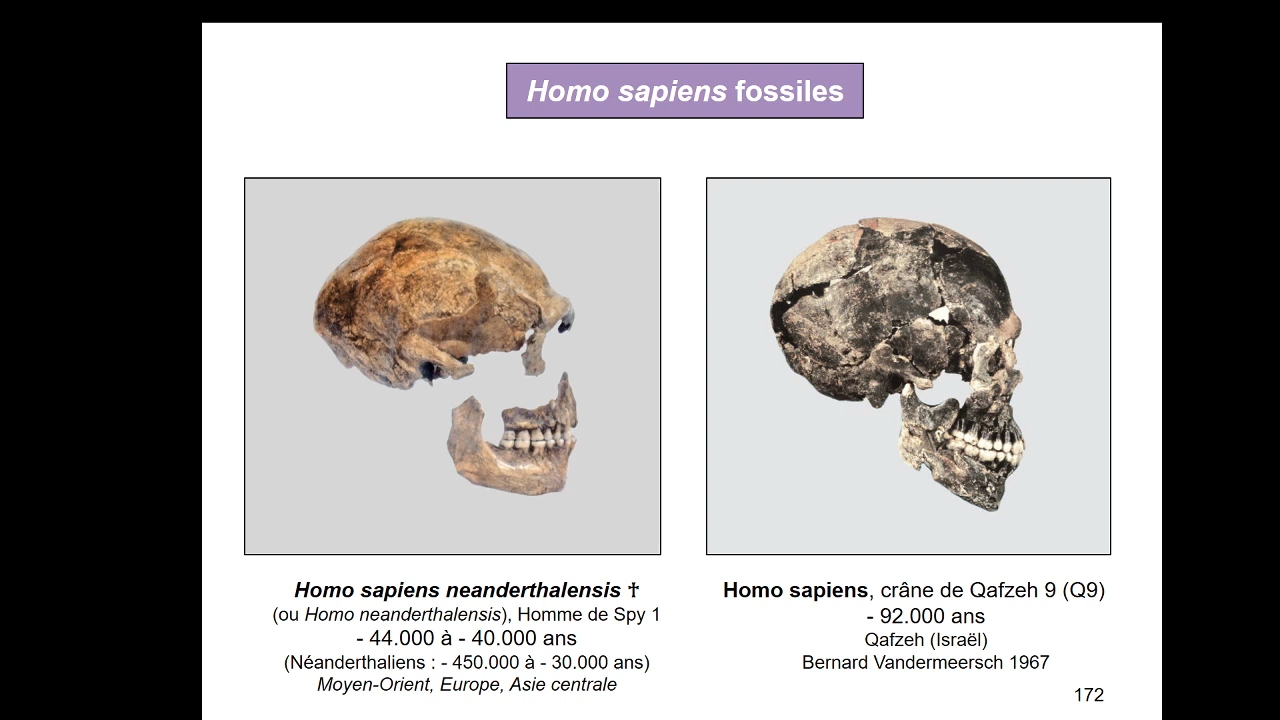 Homo sapiens fossiles
Homo sapiens neanderthalensis †
(ou Homo neanderthalensis), Homme de Spy 1
- 44.000 à - 40.000 ans
(Néanderthaliens : - 450.000 à - 30.000 ans)
Moyen-Orient, Europe, Asie centrale
Homo sapiens, crâne de Qafzeh 9 (Q9)
- 92.000 ans
Qafzeh (Israël)
Bernard Vandermeersch 1967
172